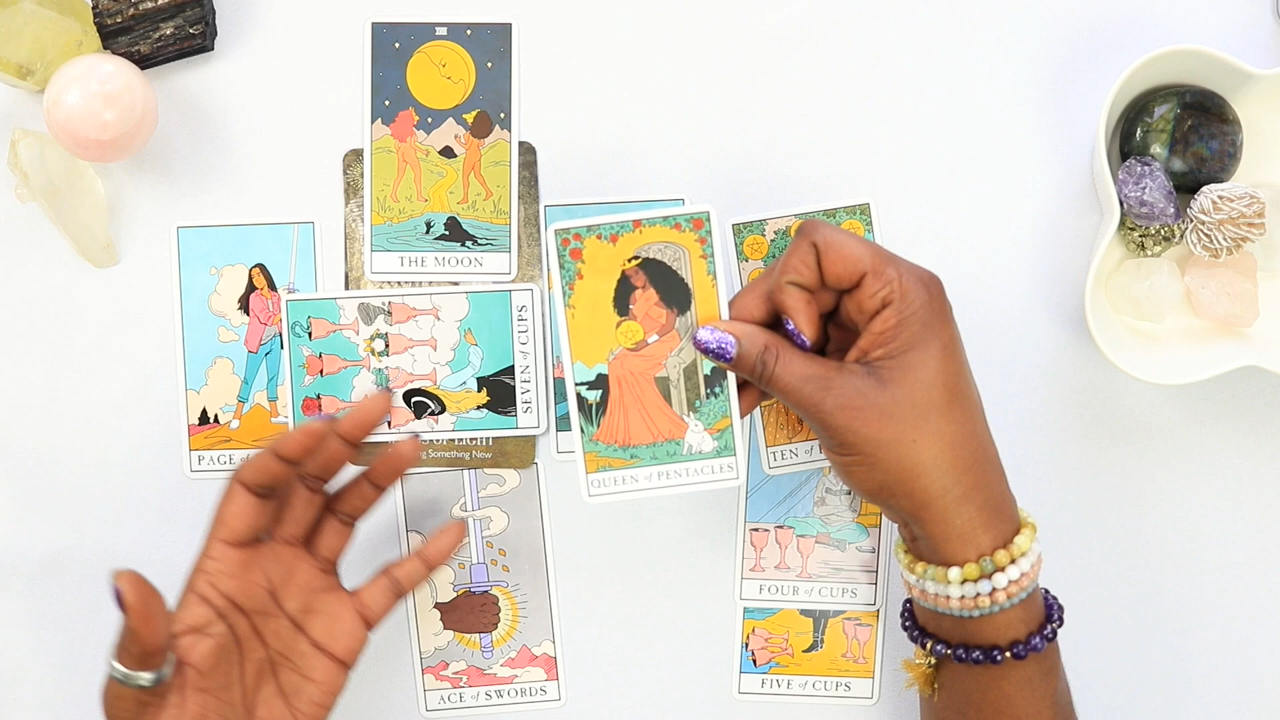 XVIII
THE MOON
SEVEN of CUPS
PAGE of
OF LIGHT
Something New
QUEEN of PENTACLES
TEN of
FOUR of CUPS
ACE of SWORDS
FIVE of CUPS